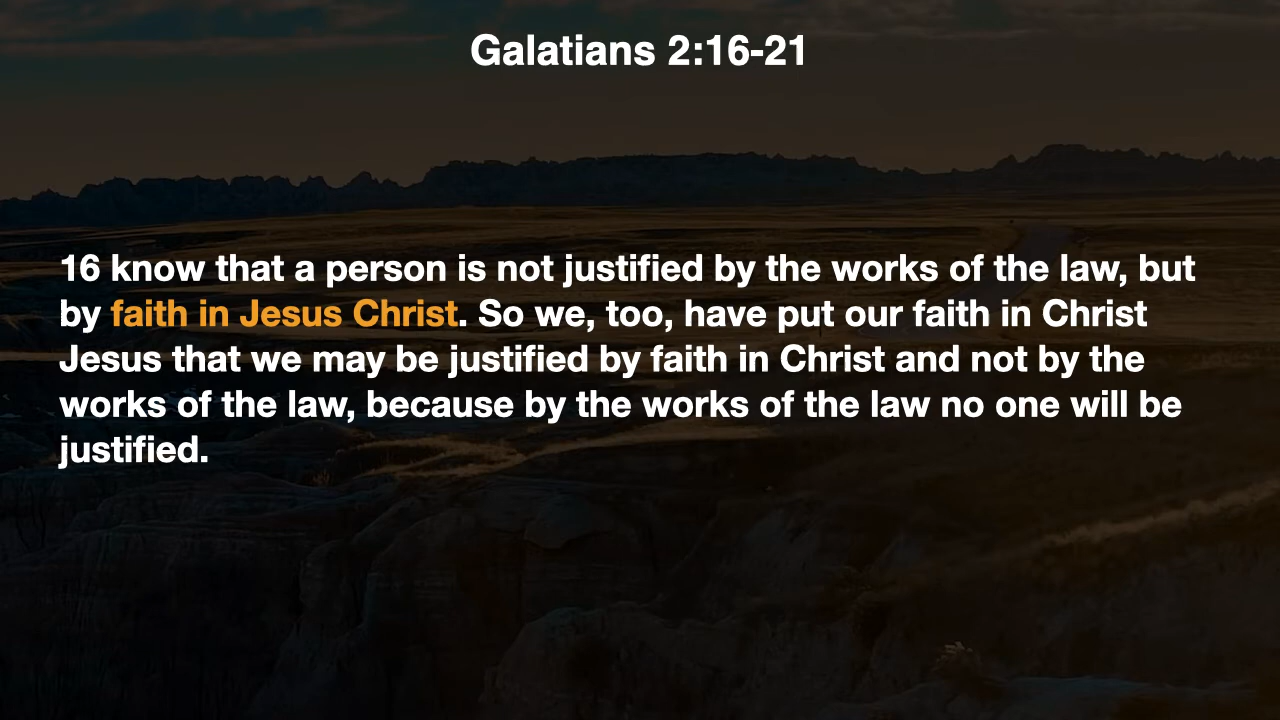 Galatians 2:16-21
16 know that a person is not justified by the works of the law, but
by faith in Jesus Christ. So we, too, have put our faith in Christ
Jesus that we may be justified by faith in Christ and not by the
works of the law, because by the works of the law no one will be
justified.